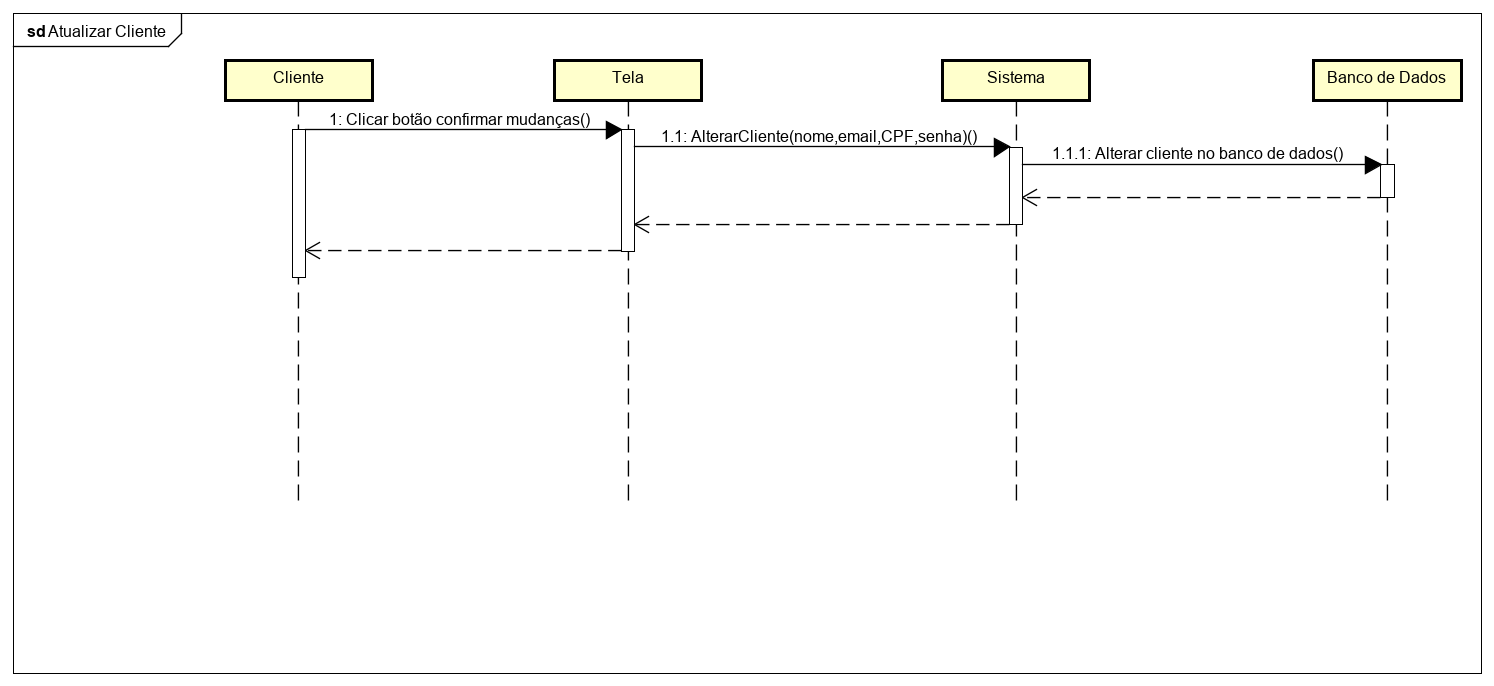 sd Atualizar Cliente
Cliente
Tela
Sistema
Banco de Dados
1: Clicar botão confirmar mudanças()
1.1: AlterarCliente(nome,email,CPF,senha)()
1.1.1: Alterar cliente no banco de dados()